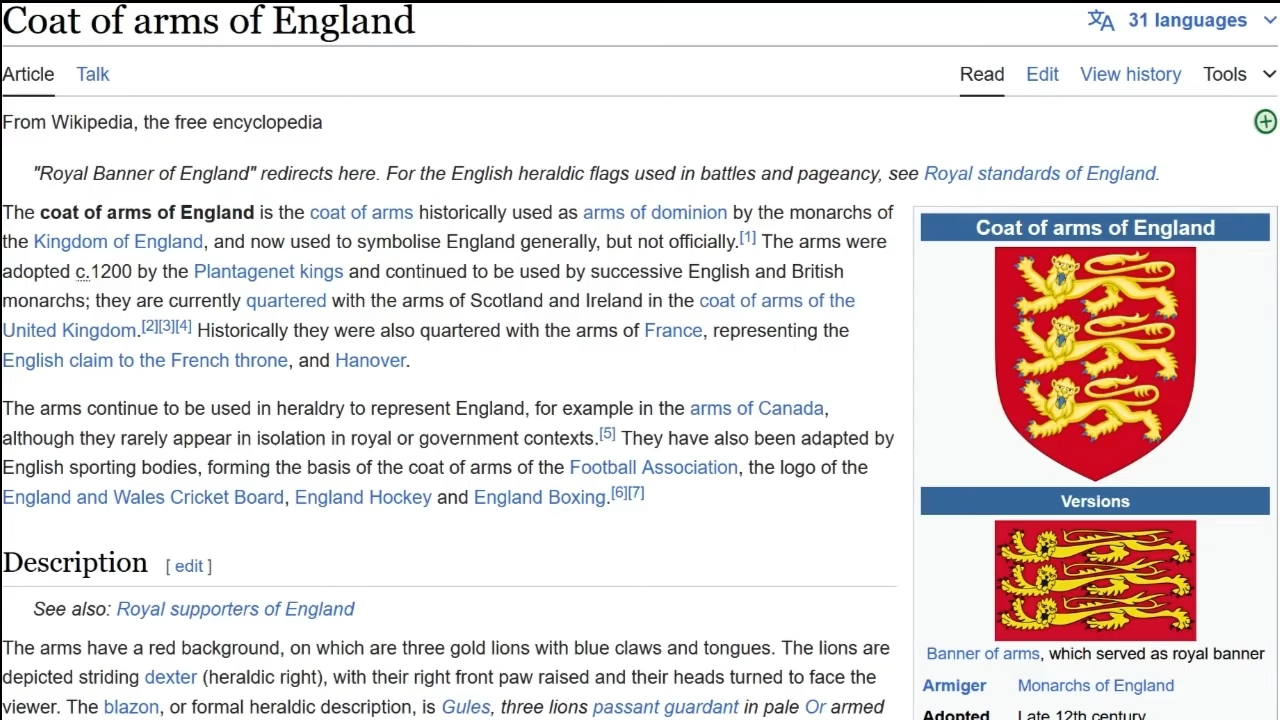 Coat of arms of England
31 languages
Article Talk
Read Edit View history Tools
From Wikipedia, the free encyclopedia
"Royal Banner of England" redirects here. For the English heraldic flags used in battles and pageancy, see Royal standards of England.
The coat of arms of England is the coat of arms historically used as arms of dominion by the monarchs of
the Kingdom of England, and now used to symbolise England generally, but not officially.[1] The arms were
adopted c.1200 by the Plantagenet kings and continued to be used by successive English and British
monarchs; they are currently quartered with the arms of Scotland and Ireland in the coat of arms of the
United Kingdom.[2][3][4] Historically they were also quartered with the arms of France, representing the
English claim to the French throne, and Hanover.
The arms continue to be used in heraldry to represent England, for example in the arms of Canada,
although they rarely appear in isolation in royal or government contexts.[5] They have also been adapted by
English sporting bodies, forming the basis of the coat of arms of the Football Association, the logo of the
England and Wales Cricket Board, England Hockey and England Boxing.[6][7]
Description [ edit ]
See also: Royal supporters of England
The arms have a red background, on which are three gold lions with blue claws and tongues. The lions are
depicted striding dexter (heraldic right), with their right front paw raised and their heads turned to face the
viewer. The blazon, or formal heraldic description, is Gules, three lions passant guardant in pale Or armed
Coat of arms of England
Versions
Banner of arms, which served as royal banner
Armiger Monarchs of England
Adopted Late 12th century